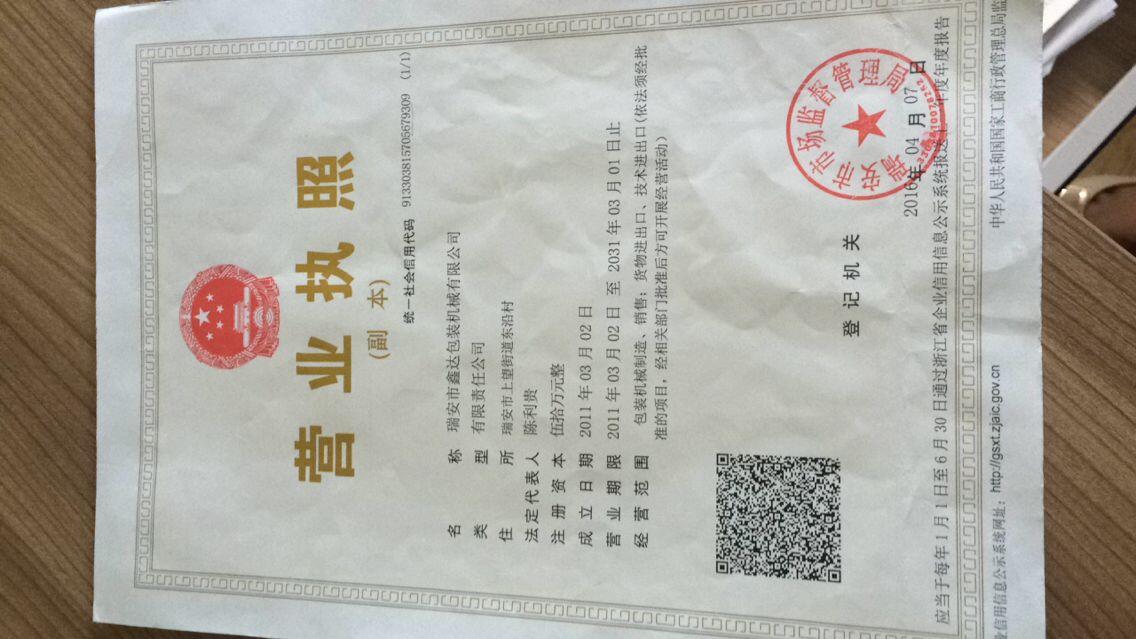 营业执照
(副 本)
统一社会信用代码 91330381570567930９ (1/1)
名称 瑞安市鑫达包装机械有限公司
类型 有限责任公司
住所 瑞安市上望街道东沿村
法定代表人 陈利贵
注册资本 伍拾万元整
成立日期 2011年03月02日
营业期限 2011年03月02日至2031年03月01日止
经营范围 包装机械制造、销售；货物进出口、技术进出口(依法须经批
准的项目，经相关部门批准后方可开展经营活动)
瑞安市市场监督管理局
登记机关
2016年04月07日
应当于每年1月1日至6月30日通过浙江省企业信用信息公示系统报送上一年度年度报告
业信用信息公示系统网址：http://gsxt.zjaic.gov.cn
中华人民共和国国家工商行政管理总局监